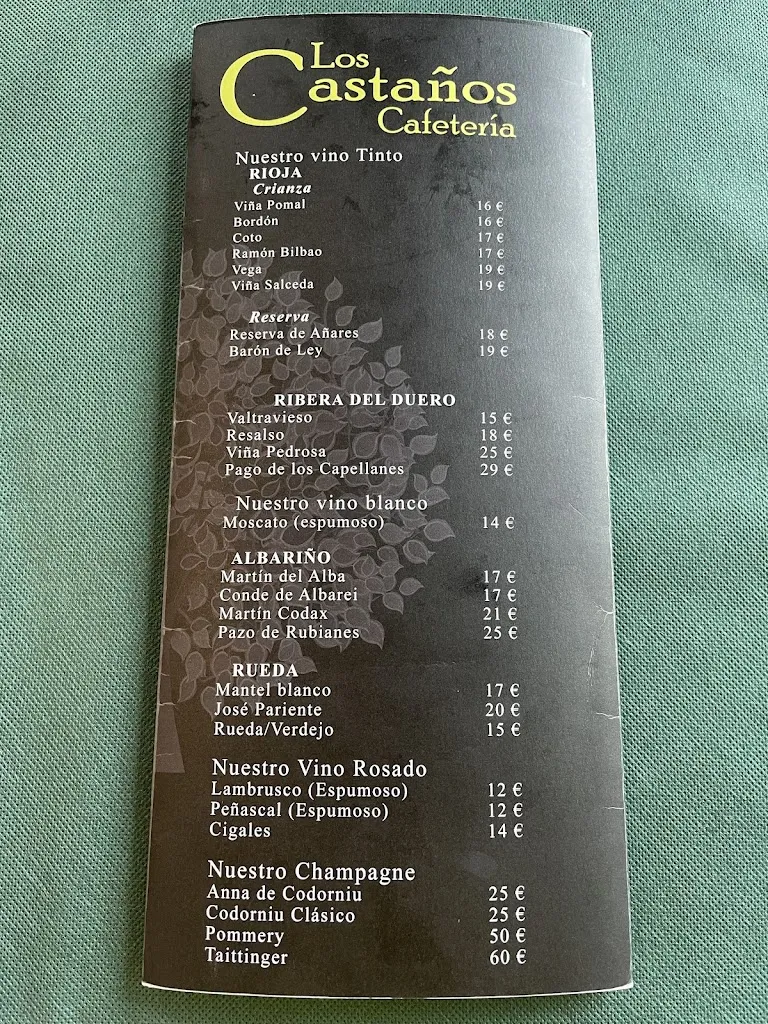 Los
Castaños
Cafetería
Nuestro vino Tinto
RIOJA
Crianza
Viña Pomal 16 €
Bordón 16 €
Coto 17 €
Ramón Bilbao 17 €
Vega 19 €
Viña Salceda 19 €
Reserva
Reserva de Añares 18 €
Barón de Ley 19 €
RIBERA DEL DUERO
Valtravieso 15 €
Resalso 18 €
Viña Pedrosa 25 €
Pago de los Capellanes 29 €
Nuestro vino blanco
Moscato (espumoso) 14 €
ALBARIÑO
Martín del Alba 17 €
Conde de Albarei 17 €
Martín Codax 21 €
Pazo de Rubianes 25 €
RUEDA
Mantel blanco 17 €
José Pariente 20 €
Rueda/Verdejo 15 €
Nuestro Vino Rosado
Lambrusco (Espumoso) 12 €
Peñascal (Espumoso) 12 €
Cigales 14 €
Nuestro Champagne
Anna de Codorniu 25 €
Codorniu Clásico 25 €
Pommery 50 €
Taittinger 60 €